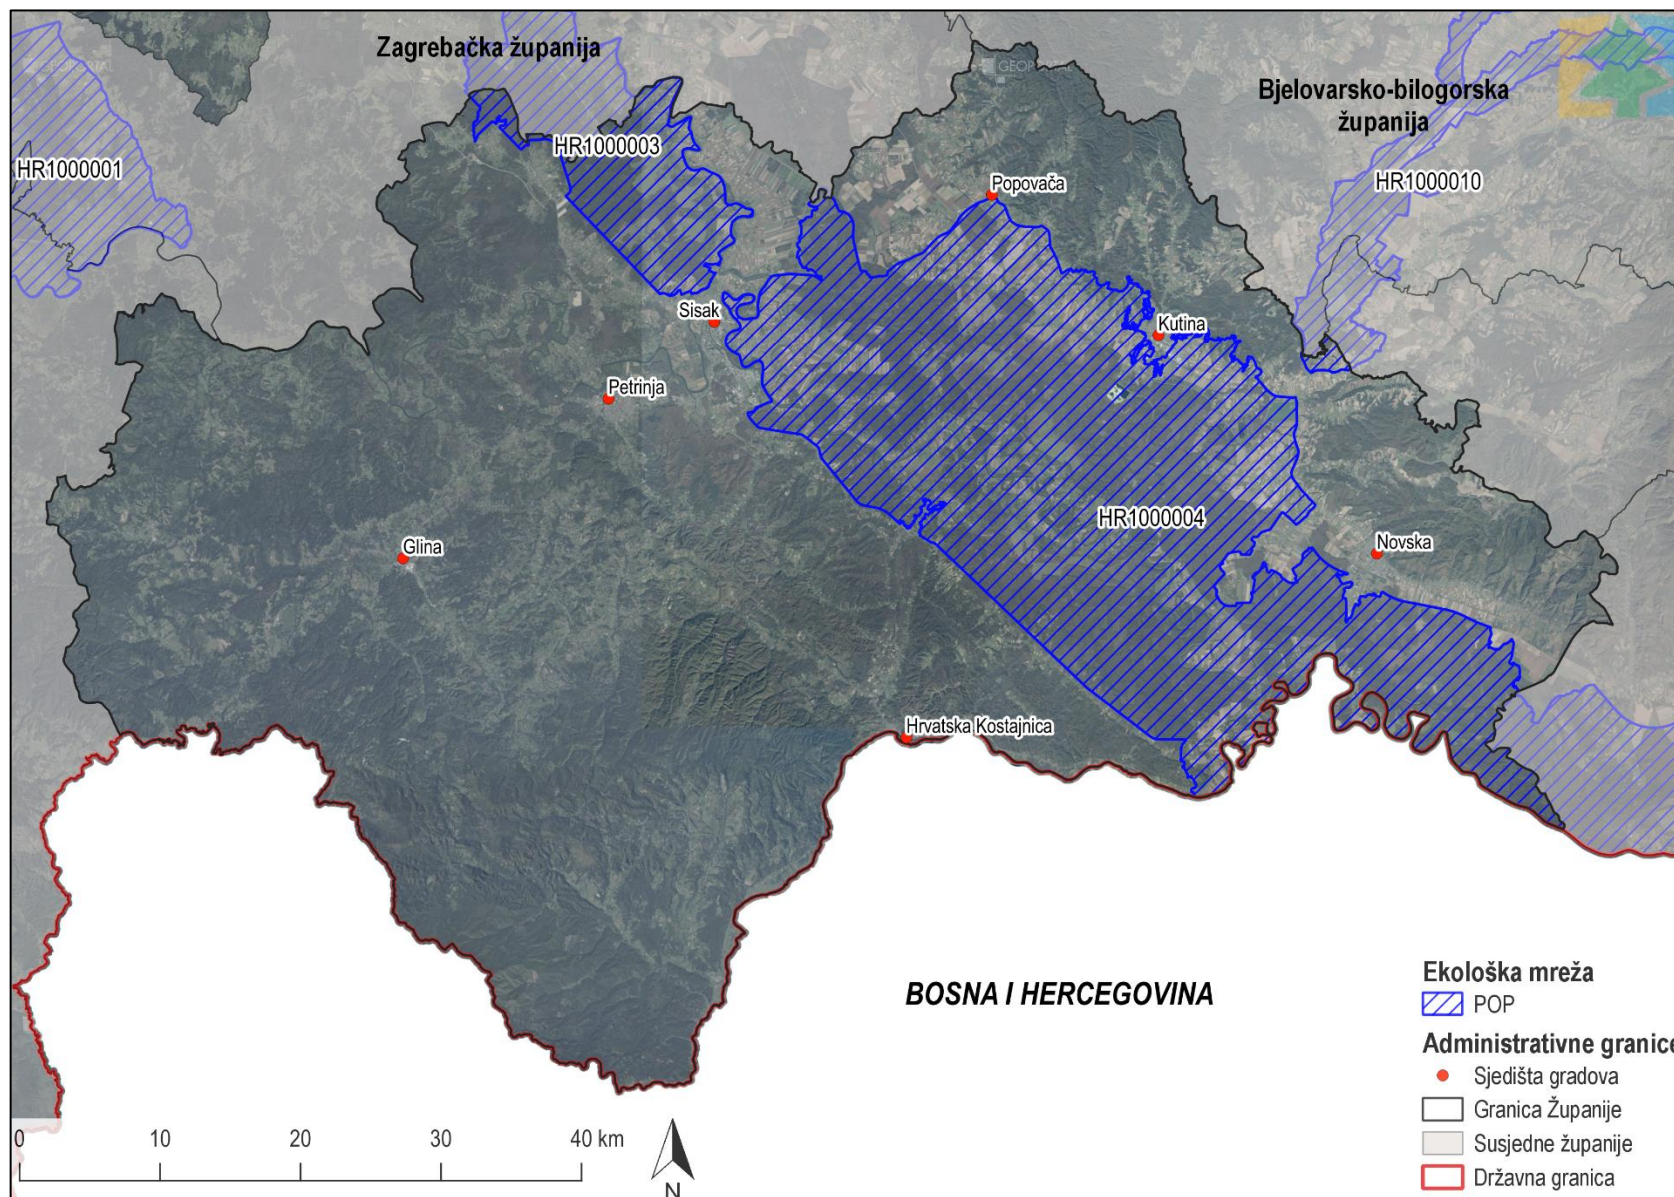 Zagrebačka županija
GEOPORTAL
Bjelovarsko-bilogorska
županija
HR1000003
HR1000001
HR1000010
Popovača
Sisak
Kutina
Petrinja
HR1000004
Glina
Novska
Hrvatska Kostajnica
BOSNA I HERCEGOVINA
Ekološka mreža
POP
Administrativne granice
Sjedišta gradova
Granica Županije
Susjedne županije
Državna granica
0 10 20 30 40 km
N